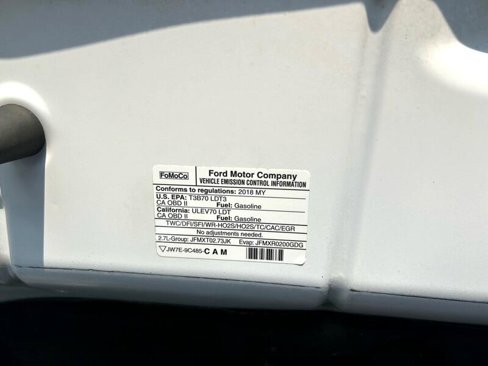 FoMoCo
Ford Motor Company
VEHICLE EMISSION CONTROL INFORMATION
Conforms to regulations: 2018 MY
U.S. EPA: T3B70 LDT3
CA OBD II Fuel: Gasoline
California: ULEV70 LDT
CA OBD II Fuel: Gasoline
TWC/DFI/SFI/WR-HO2S/HO2S/TC/CAC/EGR
No adjustments needed.
2.7L-Group: JFMXT02.73JK Evap: JFMXR0200GDG
JW7E-9C485-CAM